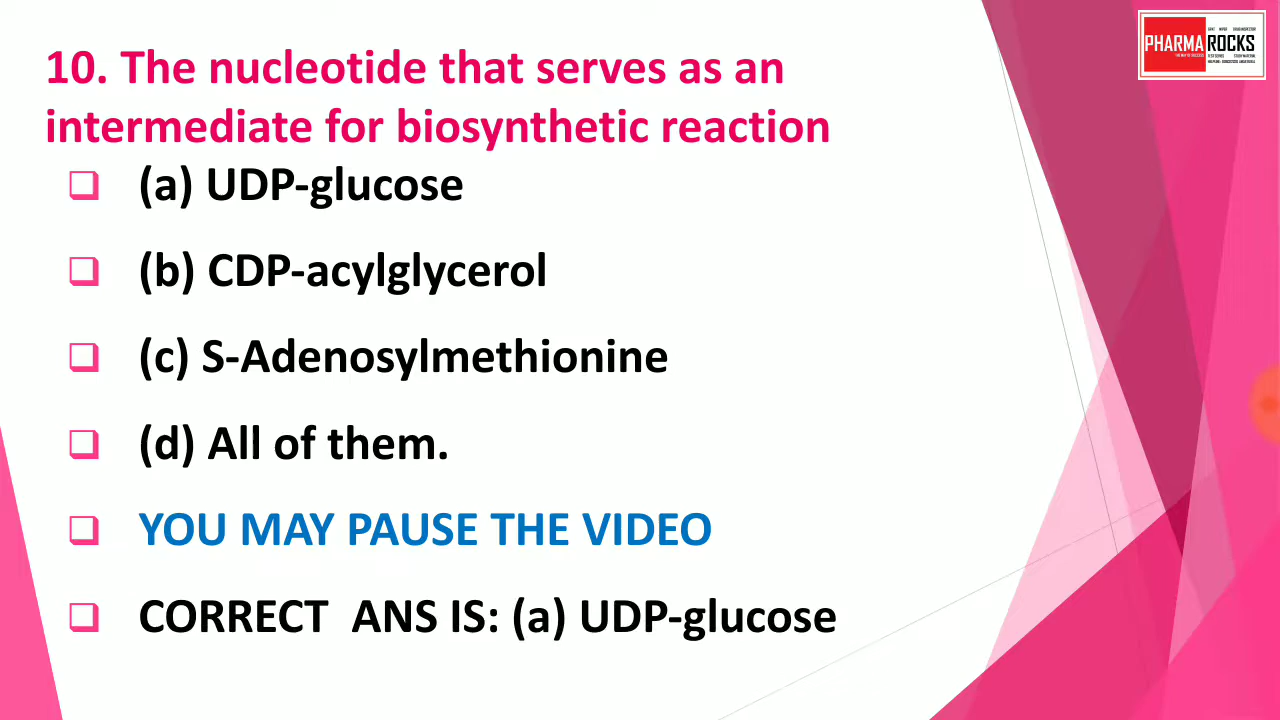 10. The nucleotide that serves as an
intermediate for biosynthetic reaction
(a) UDP-glucose
(b) CDP-acylglycerol
(c) S-Adenosylmethionine
(d) All of them.
YOU MAY PAUSE THE VIDEO
CORRECT ANS IS: (a) UDP-glucose
PHARMA ROCKS